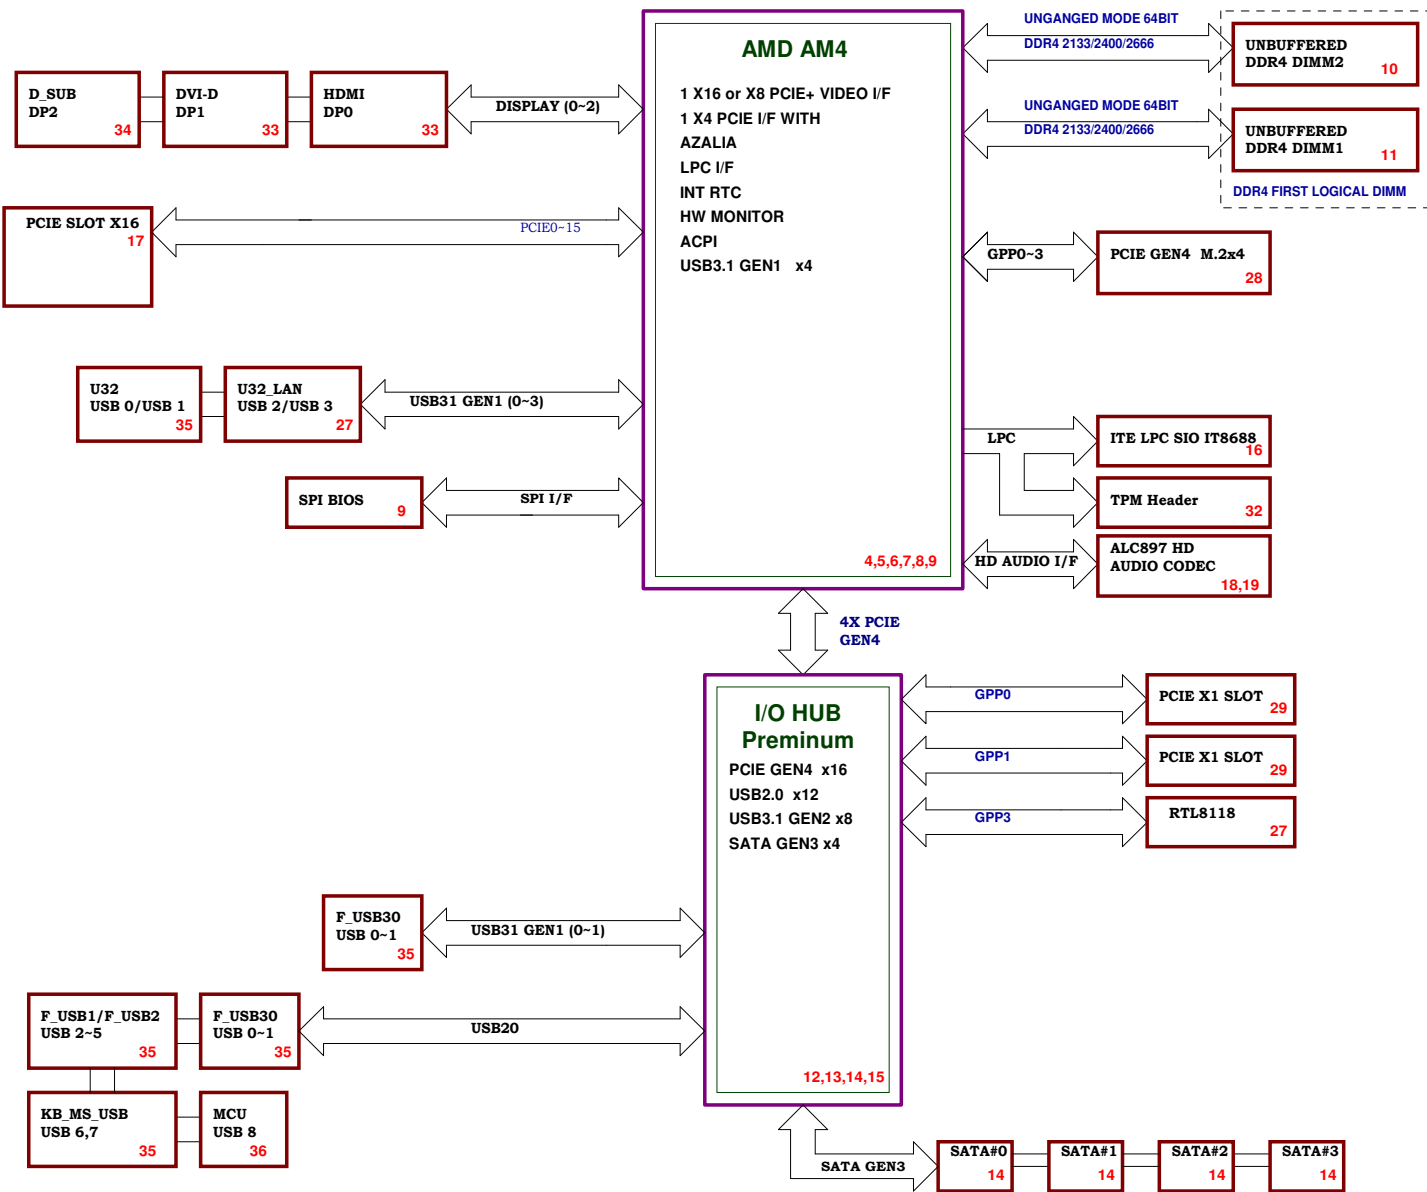 AMD AM4
1 X16 or X8 PCIE+ VIDEO I/F
1 X4 PCIE I/F WITH
AZALIA
LPC I/F
INT RTC
HW MONITOR
ACPI
USB3.1 GEN1 x4
4,5,6,7,8,9
D_SUB
DP2
34
DVI-D
DP1
33
HDMI
DP0
33
DISPLAY (0~2)
PCIE SLOT X16
17
PCIE0~15
U32
USB 0/USB 1
35
U32_LAN
USB 2/USB 3
27
USB31 GEN1 (0~3)
SPI BIOS
9
SPI I/F
UNGANGED MODE 64BIT
DDR4 2133/2400/2666
UNBUFFERED
DDR4 DIMM2
10
UNGANGED MODE 64BIT
DDR4 2133/2400/2666
UNBUFFERED
DDR4 DIMM1
11
DDR4 FIRST LOGICAL DIMM
GPP0~3
PCIE GEN4 M.2x4
28
LPC
ITE LPC SIO IT8688
16
TPM Header
32
HD AUDIO I/F
ALC897 HD
AUDIO CODEC
18,19
4X PCIE
GEN4
I/O HUB
Preminum
PCIE GEN4 x16
USB2.0 x12
USB3.1 GEN2 x8
SATA GEN3 x4
12,13,14,15
GPP0
PCIE X1 SLOT
29
GPP1
PCIE X1 SLOT
29
GPP3
RTL8118
27
F_USB30
USB 0~1
35
USB31 GEN1 (0~1)
F_USB1/F_USB2
USB 2~5
35
F_USB30
USB 0~1
35
USB20
KB_MS_USB
USB 6,7
35
MCU
USB 8
36
SATA GEN3
SATA#0
14
SATA#1
14
SATA#2
14
SATA#3
14